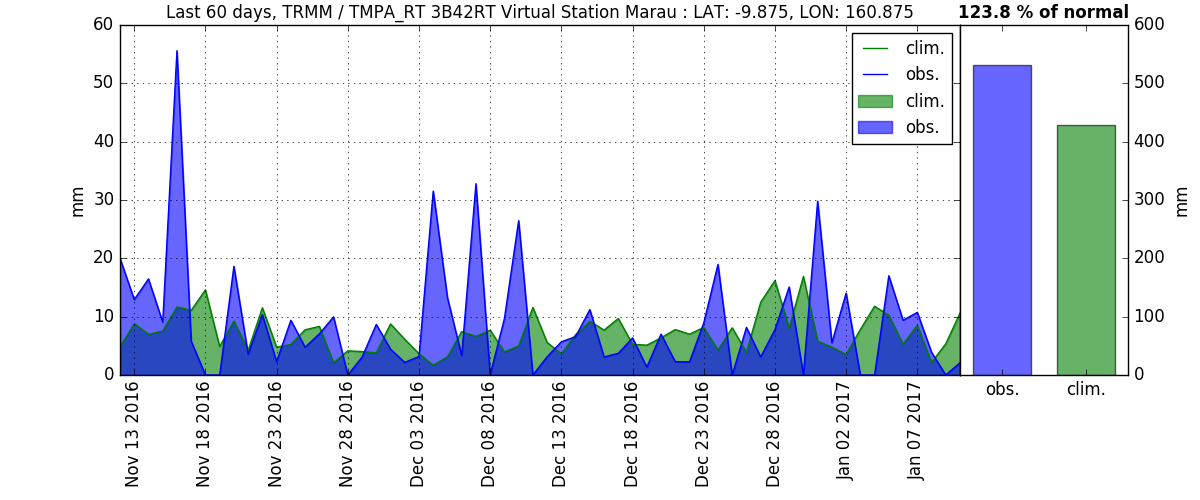 Last 60 days, TRMM / TMPA_RT 3B42RT Virtual Station Marau : LAT: -9.875, LON: 160.875
123.8 % of normal
60
50
40
30
20
10
0
mm
clim.
obs.
clim.
obs.
600
500
400
300
200
100
0
mm
Nov 13 2016
Nov 18 2016
Nov 23 2016
Nov 28 2016
Dec 03 2016
Dec 08 2016
Dec 13 2016
Dec 18 2016
Dec 23 2016
Dec 28 2016
Jan 02 2017
Jan 07 2017
obs.
clim.